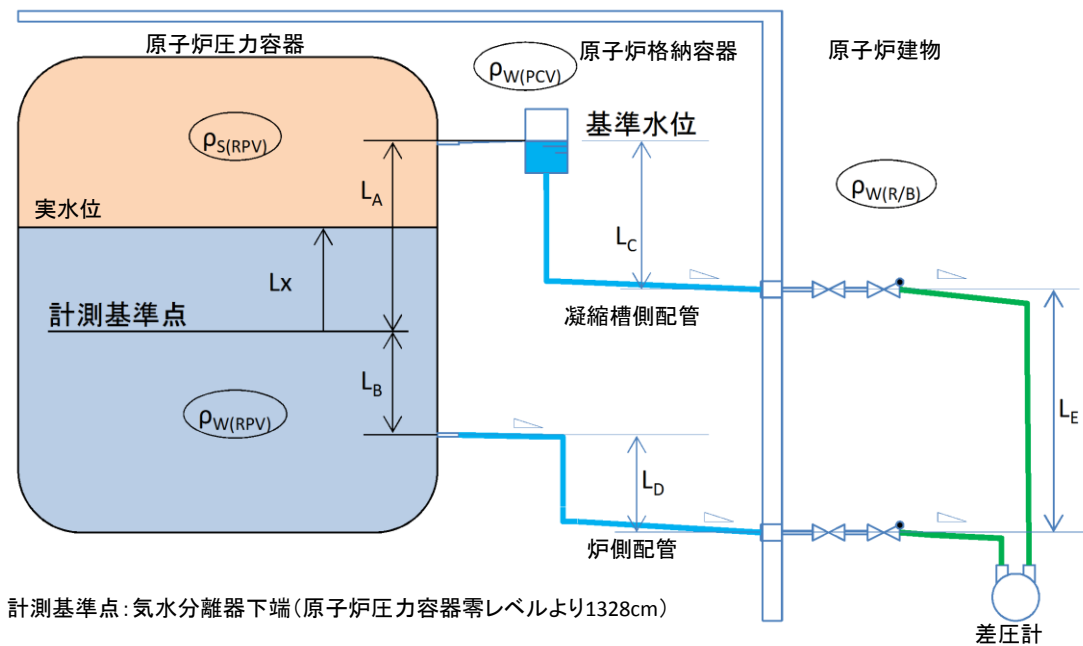 原子炉圧力容器
原子炉格納容器
原子炉建物
ρW(PCV)
基準水位
ρS(RPV)
ρW(R/B)
LA
実水位
LC
Lx
計測基準点
凝縮槽側配管
LB
LE
ρW(RPV)
LD
炉側配管
計測基準点：気水分離器下端（原子炉圧力容器零レベルより1328cm）
差圧計